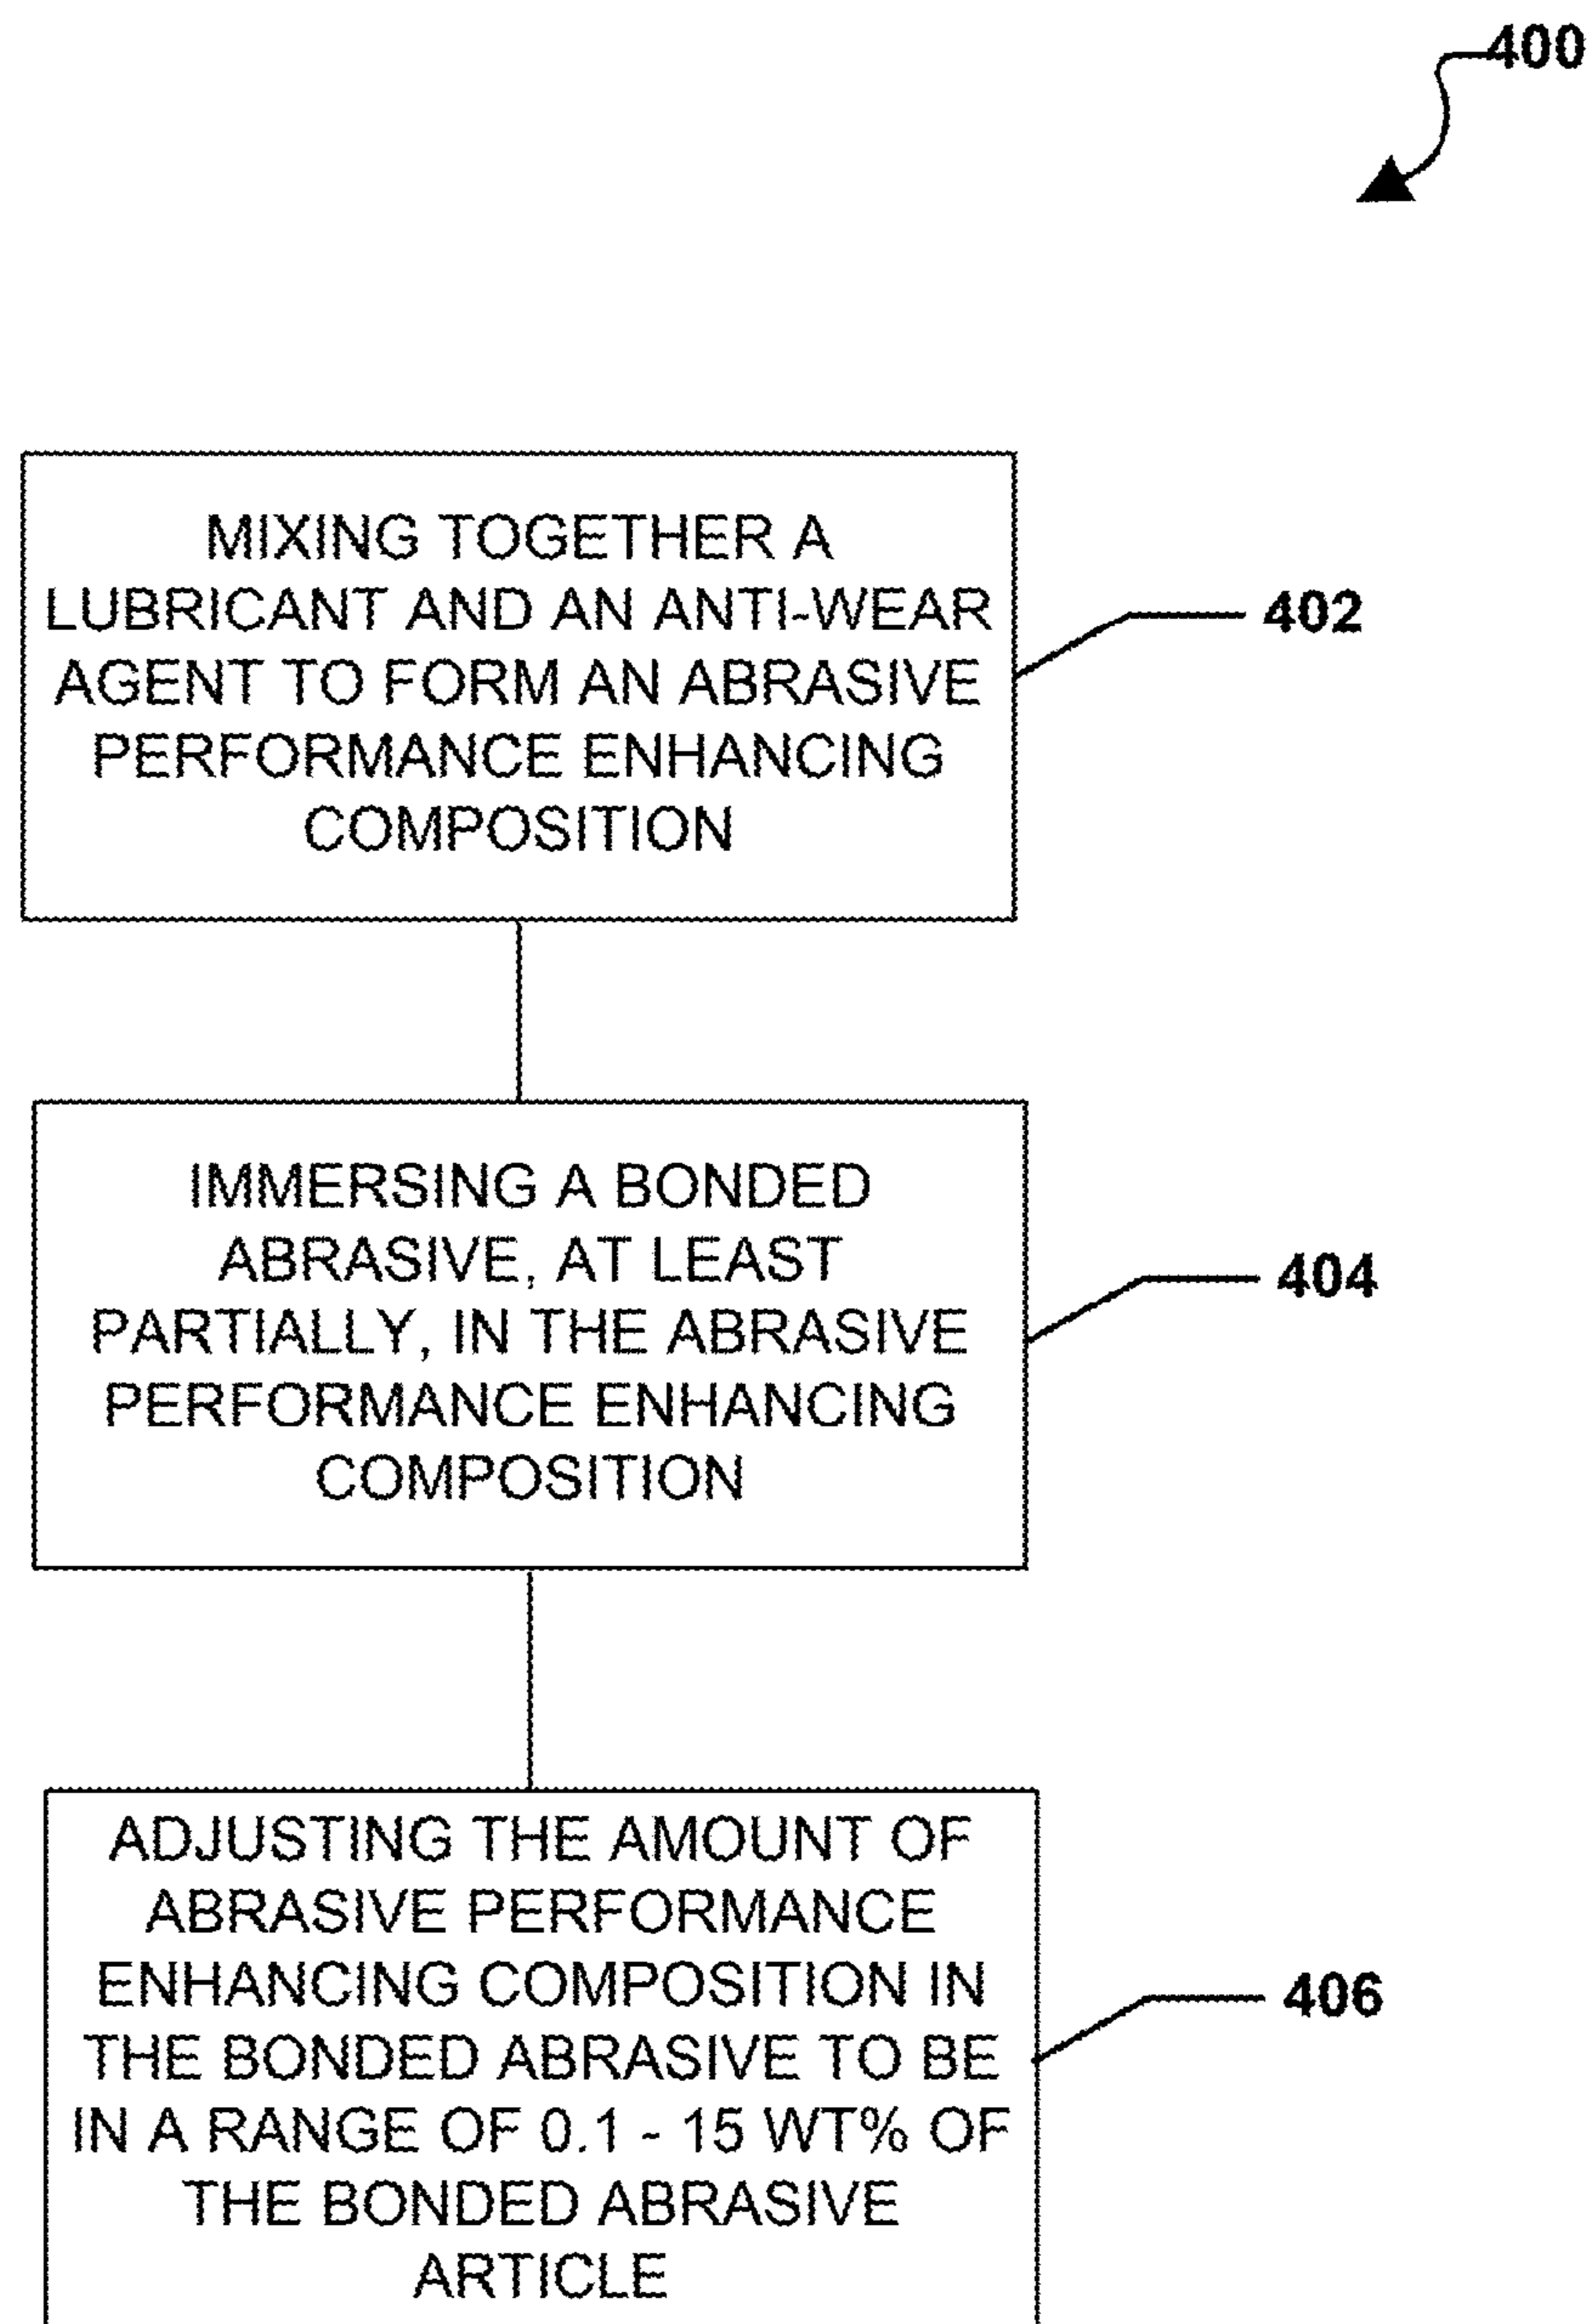 400
MIXING TOGETHER A
LUBRICANT AND AN ANTI-WEAR
AGENT TO FORM AN ABRASIVE
PERFORMANCE ENHANCING
COMPOSITION
402
IMMERSING A BONDED
ABRASIVE, AT LEAST
PARTIALLY, IN THE ABRASIVE
PERFORMANCE ENHANCING
COMPOSITION
404
ADJUSTING THE AMOUNT OF
ABRASIVE PERFORMANCE
ENHANCING COMPOSITION IN
THE BONDED ABRASIVE TO BE
IN A RANGE OF 0.1 - 15 WT% OF
THE BONDED ABRASIVE
ARTICLE
406